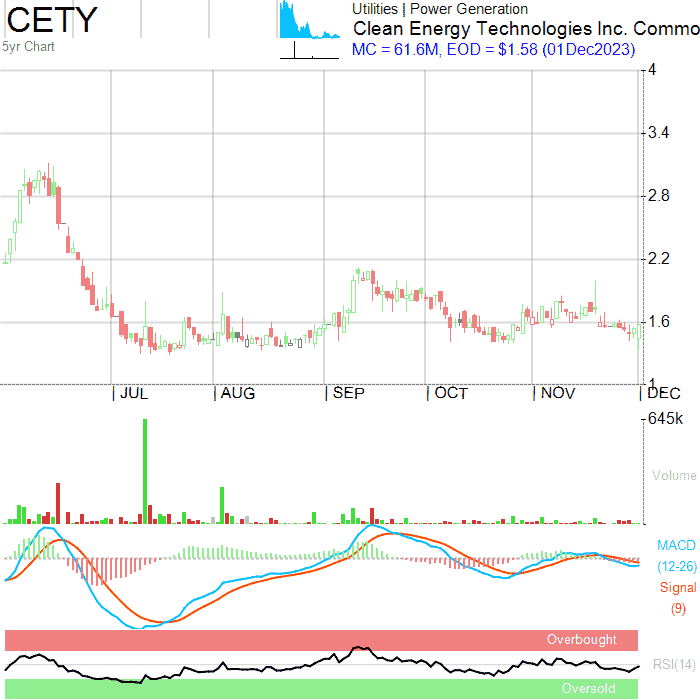 CETY
5yr Chart
Utilities | Power Generation
Clean Energy Technologies Inc. Commo
MC = 61.6M, EOD = $1.58 (01Dec2023)
4
3.4
2.8
2.2
1.6
1
JUL
AUG
SEP
OCT
NOV
DEC
645k
Volume
MACD
(12-26)
Signal
(9)
Overbought
RSI(14)
Oversold